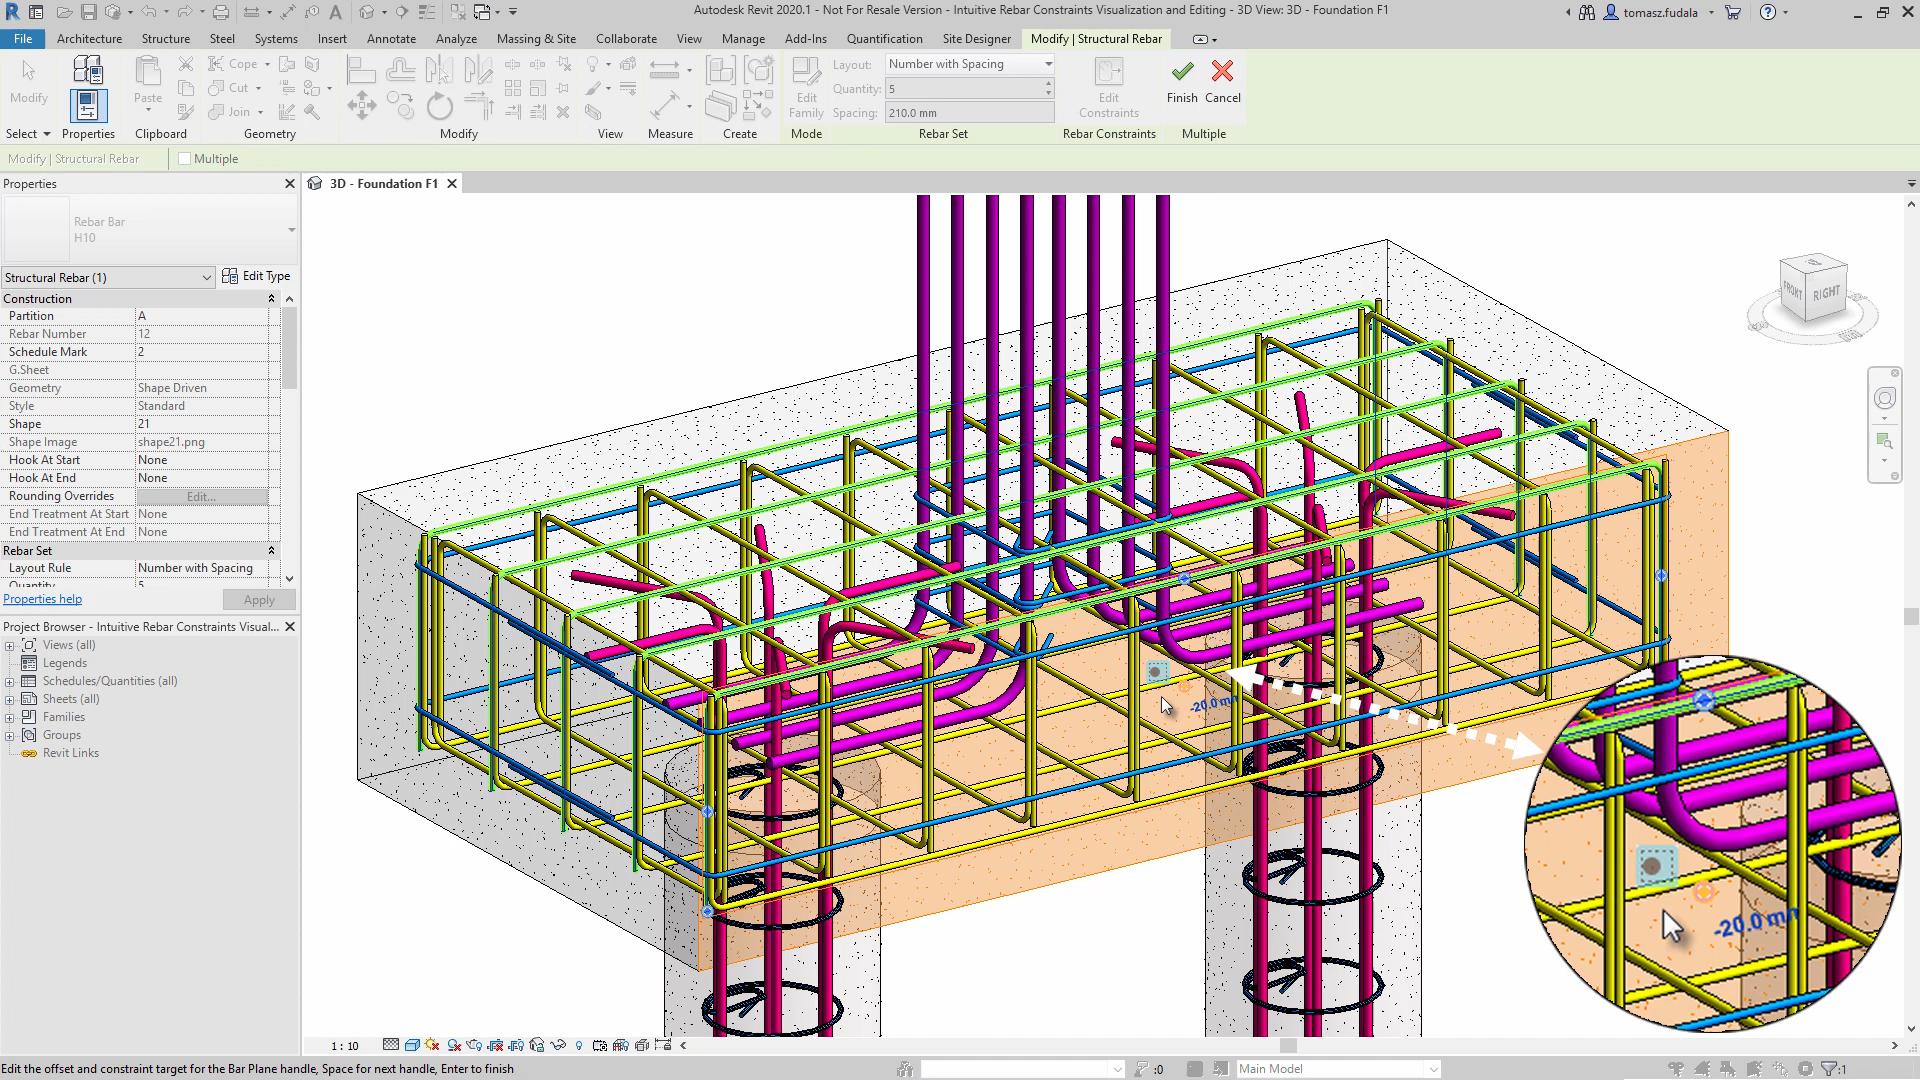 Autodesk Revit 2020.1 - Not For Resale Version - Intuitive Rebar Constraints Visualization and Editing - 3D View: 3D - Foundation F1
tomasz.fudala
File Architecture Structure Steel Systems Insert Annotate Analyze Massing & Site Collaborate View Manage Add-Ins Quantification Site Designer Modify | Structural Rebar
Cope
Layout: Number with Spacing
Cut
Quantity: 5
Modify
Paste
Edit
Family
Edit
Constraints
Finish Cancel
Join
Spacing: 210.0 mm
Select Properties Clipboard Geometry Modify View Measure Create Mode Rebar Set Rebar Constraints Multiple
Modify | Structural Rebar
Multiple
Properties
3D - Foundation F1
Rebar Bar
H10
Structural Rebar (1)
Edit Type
Construction
Partition A
Rebar Number 12
Schedule Mark 2
G.Sheet
Geometry Shape Driven
Style Standard
Shape 21
Shape Image shape21.png
Hook At Start None
Hook At End None
Rounding Overrides Edit...
End Treatment At Start None
End Treatment At End None
Rebar Set
Layout Rule Number with Spacing
Quantity 5
Properties help
Apply
Project Browser - Intuitive Rebar Constraints Visual...
Views (all)
Legends
Schedules/Quantities (all)
Sheets (all)
Families
Groups
Revit Links
FRONT
RIGHT
-20.0 mm
-20.0 mm
1 : 10
Edit the offset and constraint target for the Bar Plane handle, Space for next handle, Enter to finish
:0
Main Model
:1